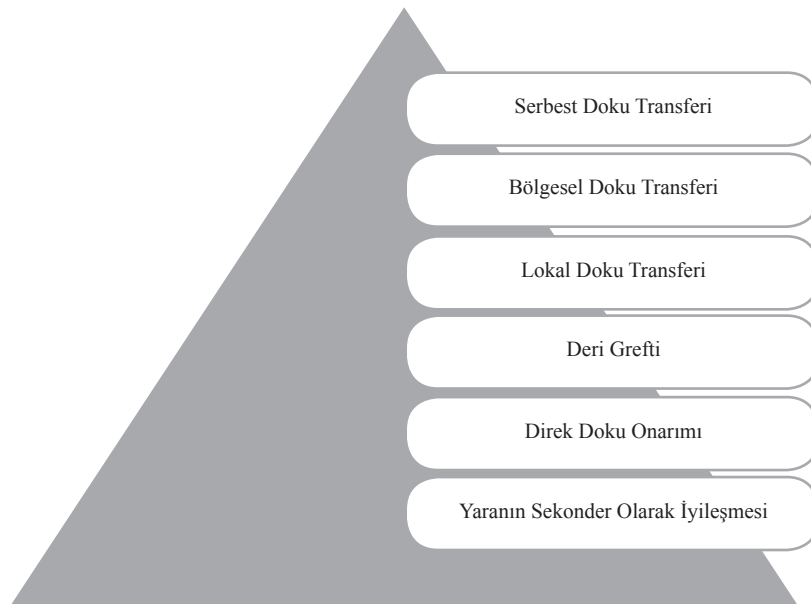 Serbest Doku Transferi
Bölgesel Doku Transferi
Lokal Doku Transferi
Deri Grefti
Direk Doku Onarımı
Yaranın Sekonder Olarak İyileşmesi